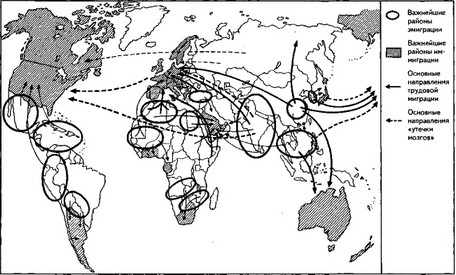 Важнейшие
районы
эмиграции
Важнейшие
районы им-
миграции
Основные
направления
трудовой
миграции
Основные
направления
«утечки
мозгов»